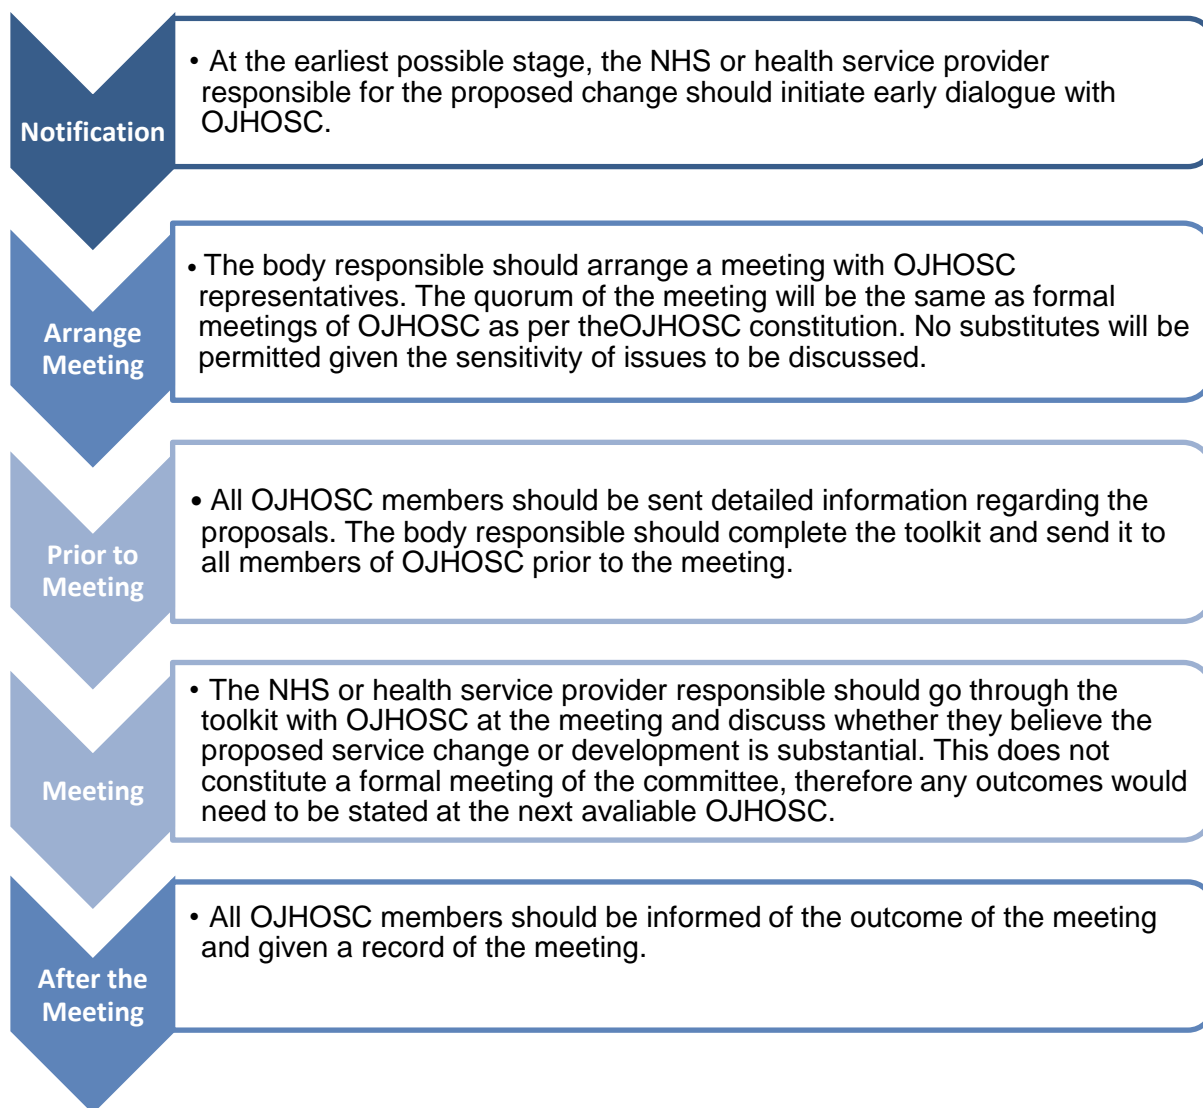 Notification
• At the earliest possible stage, the NHS or health service provider
responsible for the proposed change should initiate early dialogue with
OJHOSC.
Arrange
Meeting
• The body responsible should arrange a meeting with OJHOSC
representatives. The quorum of the meeting will be the same as formal
meetings of OJHOSC as per theOJHOSC constitution. No substitutes will be
permitted given the sensitivity of issues to be discussed.
Prior to
Meeting
• All OJHOSC members should be sent detailed information regarding the
proposals. The body responsible should complete the toolkit and send it to
all members of OJHOSC prior to the meeting.
Meeting
• The NHS or health service provider responsible should go through the
toolkit with OJHOSC at the meeting and discuss whether they believe the
proposed service change or development is substantial. This does not
constitute a formal meeting of the committee, therefore any outcomes would
need to be stated at the next avaliable OJHOSC.
After the
Meeting
• All OJHOSC members should be informed of the outcome of the meeting
and given a record of the meeting.